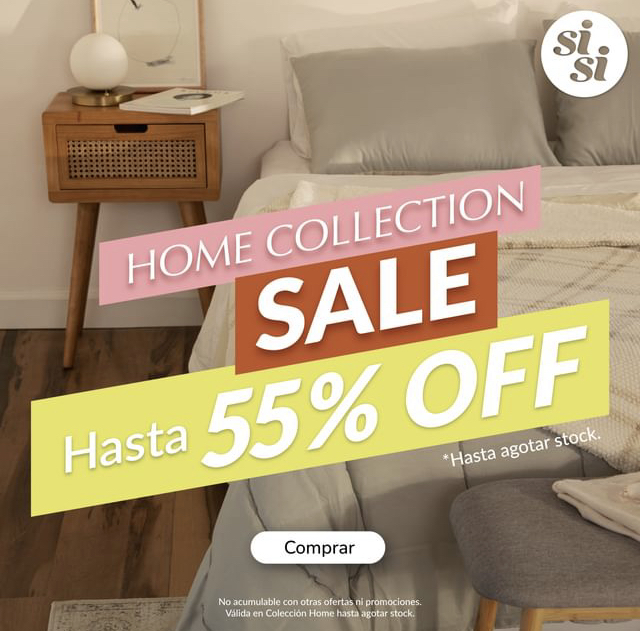 si
si
HOME COLLECTION
SALE
Hasta 55% OFF
*Hasta agotar stock.
Comprar
No acumulable con otras ofertas ni promociones.
Válida en Colección Home hasta agotar stock.